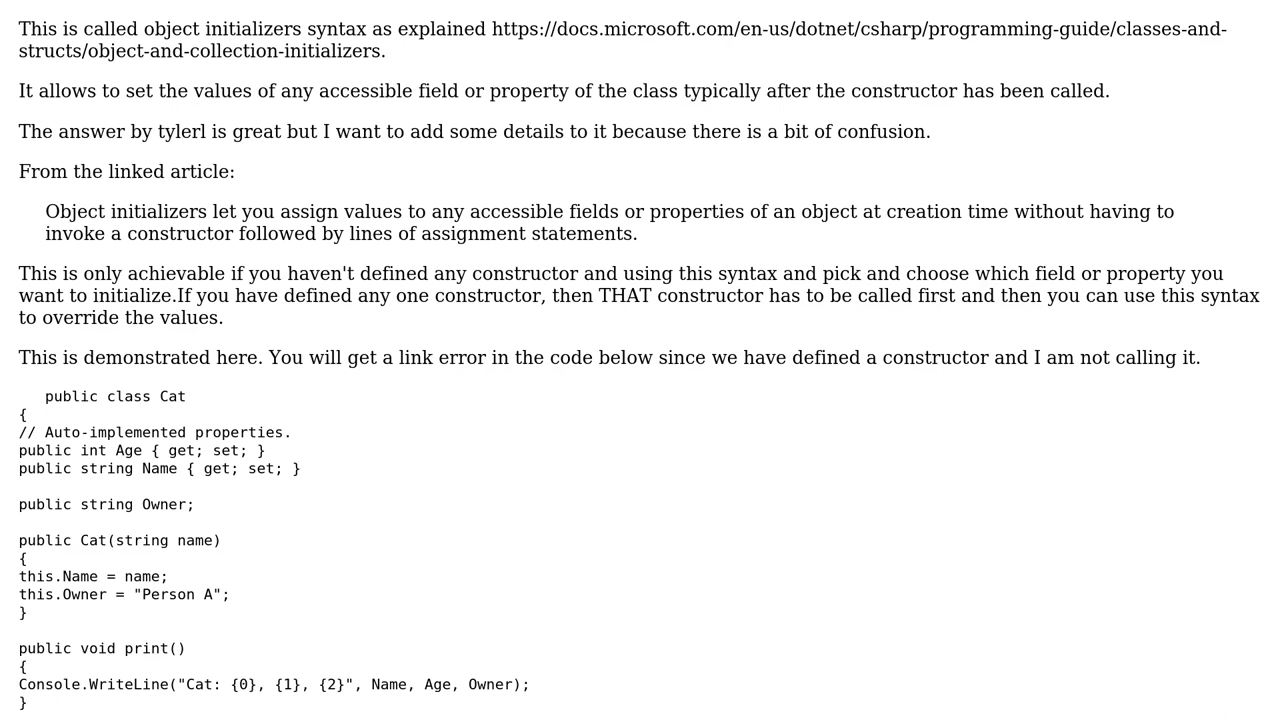 This is called object initializers syntax as explained https://docs.microsoft.com/en-us/dotnet/csharp/programming-guide/classes-and-
structs/object-and-collection-initializers.
It allows to set the values of any accessible field or property of the class typically after the constructor has been called.
The answer by tylerl is great but I want to add some details to it because there is a bit of confusion.
From the linked article:
Object initializers let you assign values to any accessible fields or properties of an object at creation time without having to
invoke a constructor followed by lines of assignment statements.
This is only achievable if you haven't defined any constructor and using this syntax and pick and choose which field or property you
want to initialize.If you have defined any one constructor, then THAT constructor has to be called first and then you can use this syntax
to override the values.
This is demonstrated here. You will get a link error in the code below since we have defined a constructor and I am not calling it.
public class Cat
{
// Auto-implemented properties.
public int Age { get; set; }
public string Name { get; set; }
public string Owner;
public Cat(string name)
{
this.Name = name;
this.Owner = "Person A";
}
public void print()
{
Console.WriteLine("Cat: {0}, {1}, {2}", Name, Age, Owner);
}